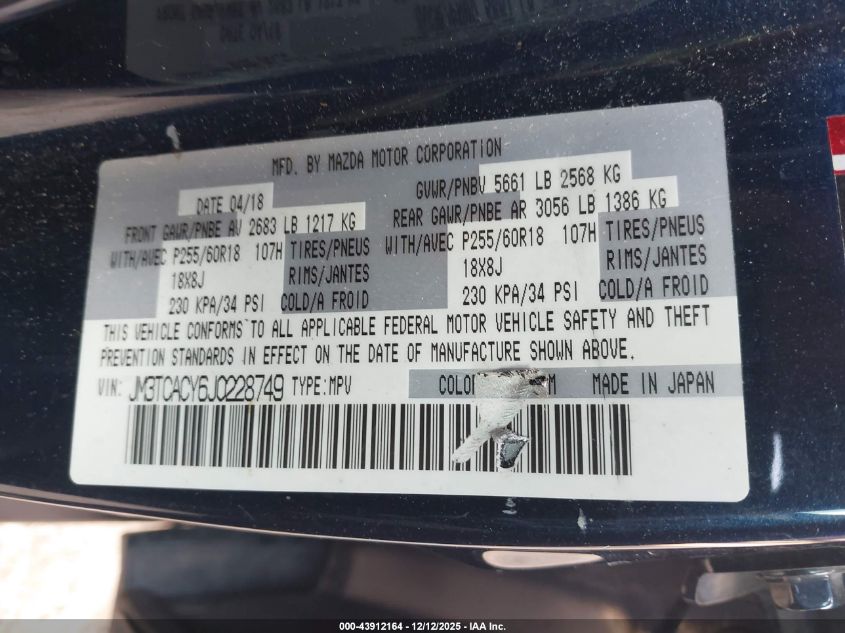 MFD. BY MAZDA MOTOR CORPORATION
DATE 04/18 GVWR/PNBV 5661 LB 2568 KG
FRONT GAWR/PNBE AV 2683 LB 1217 KG REAR GAWR/PNBE AR 3056 LB 1386 KG
WITH/AVEC P255/60R18 107H TIRES/PNEUS WITH/AVEC P255/60R18 107H TIRES/PNEUS
18X8J RIMS/JANTES 18X8J RIMS/JANTES
230 KPA/34 PSI COLD/A FROID 230 KPA/34 PSI COLD/A FROID
THIS VEHICLE CONFORMS TO ALL APPLICABLE FEDERAL MOTOR VEHICLE SAFETY AND THEFT
PREVENTION STANDARDS IN EFFECT ON THE DATE OF MANUFACTURE SHOWN ABOVE.
VIN: JM3TCACY6J0228749 TYPE:MPV MADE IN JAPAN
000-43912164 - 12/12/2025 - IAA Inc.